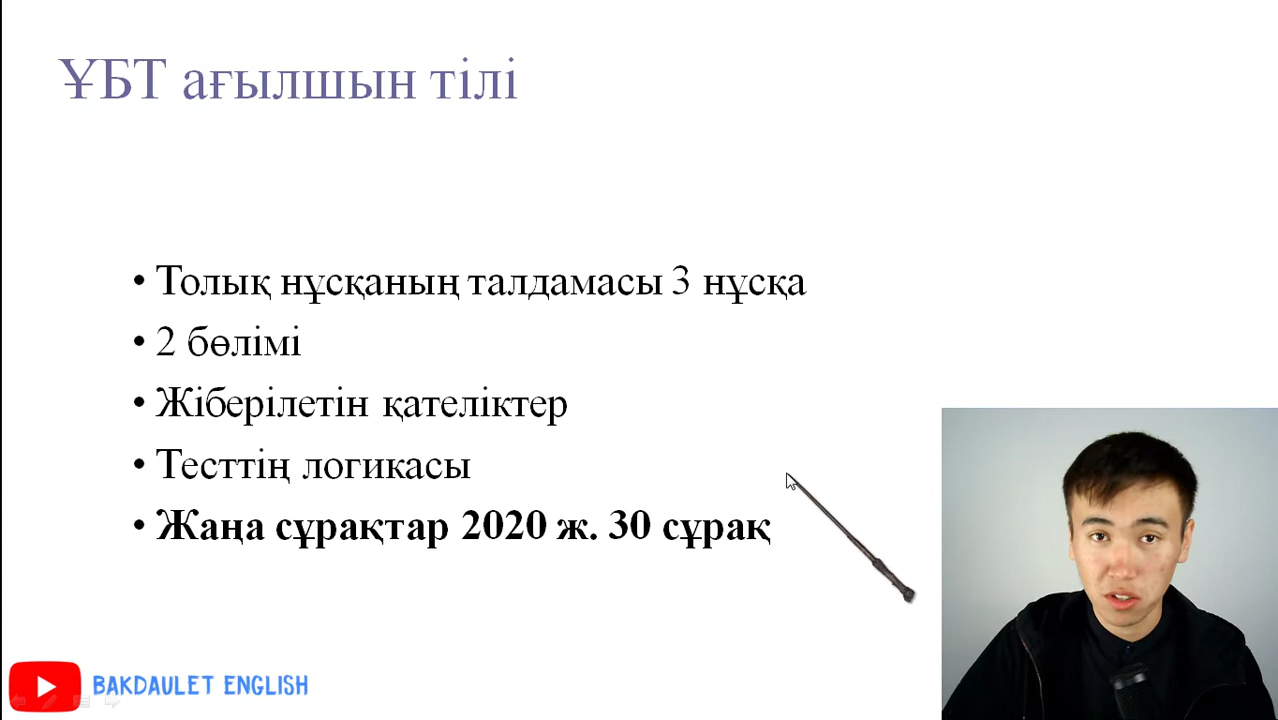 ҰБТ ағылшын тілі
• Толық нұсқаның талдамасы 3 нұсқа
• 2 бөлімі
• Жіберілетін қателіктер
• Тесттің логикасы
• Жаңа сұрақтар 2020 ж. 30 сұрақ
BAKDAULET ENGLISH